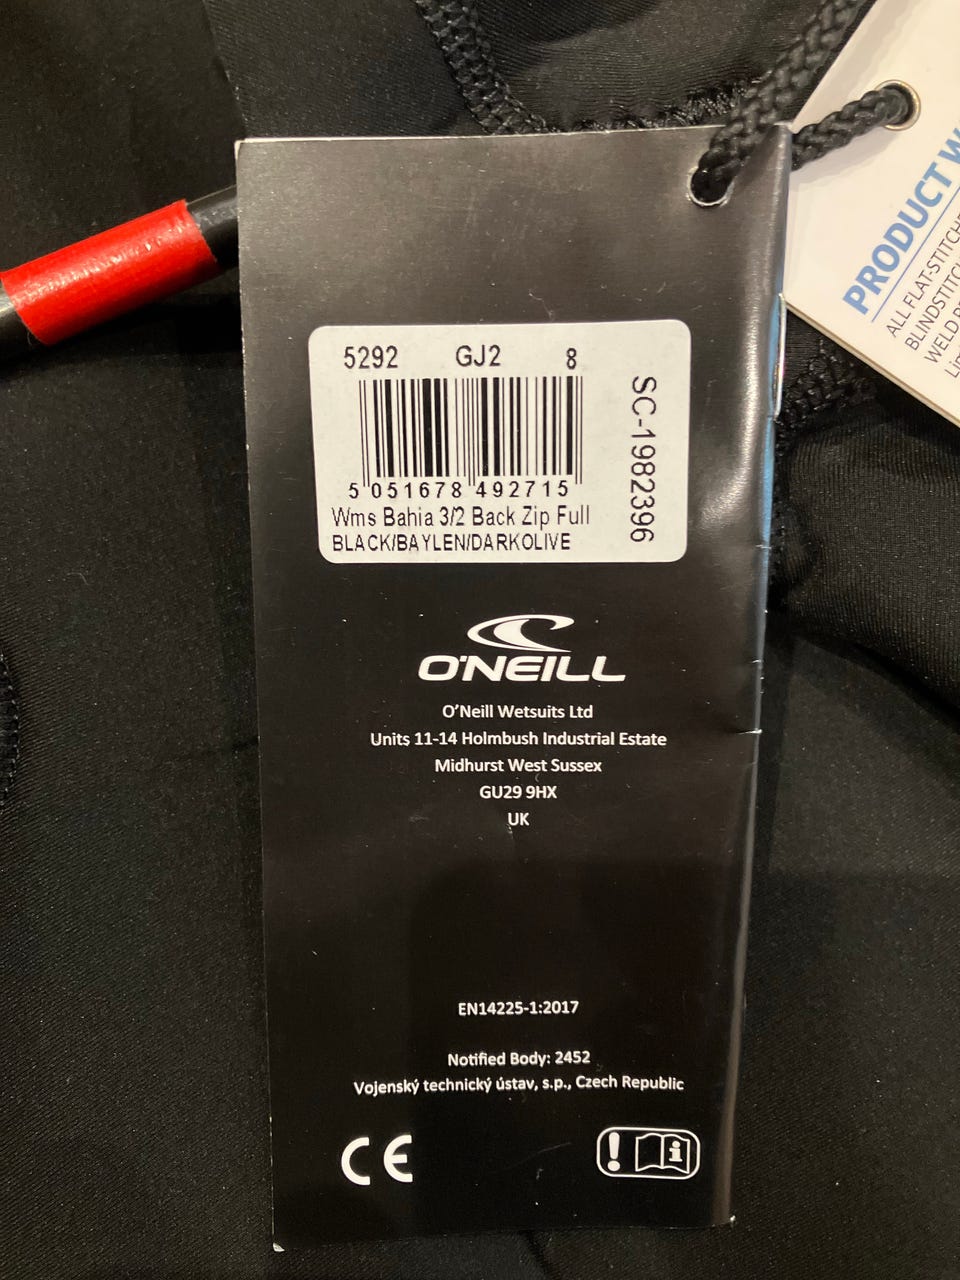 5292 GJ2 8
5 051678 492715
Wms Bahia 3/2 Back Zip Full
BLACK/BAYLEN/DARKOLIVE
SC-1982396
O'NEILL
O'Neill Wetsuits Ltd
Units 11-14 Holmbush Industrial Estate
Midhurst West Sussex
GU29 9HX
UK
EN14225-1:2017
Notified Body: 2452
Vojenský technický ústav, s.p., Czech Republic
CE
! i
PRODUCT
ALL FLAT-STITCHE
BLINDSTITCH
WELD